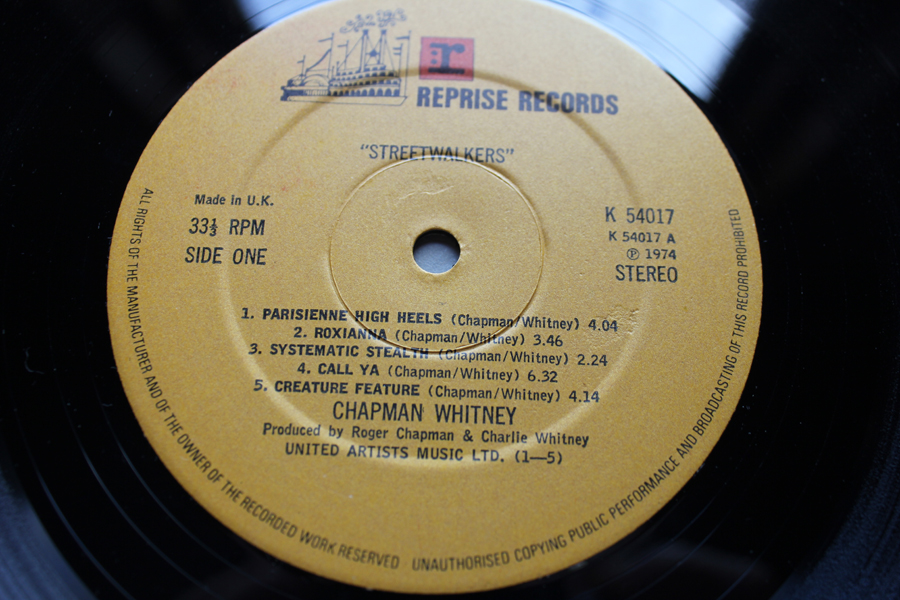 r
REPRISE RECORDS
"STREETWALKERS"
Made in U.K.
33⅓ RPM
SIDE ONE
K 54017
K 54017 A
℗ 1974
STEREO
1. PARISIENNE HIGH HEELS (Chapman/Whitney) 4.04
2. ROXIANNA (Chapman/Whitney) 3.46
3. SYSTEMATIC STEALTH (Chapman/Whitney) 2.24
4. CALL YA (Chapman/Whitney) 6.32
5. CREATURE FEATURE (Chapman/Whitney) 4.14
CHAPMAN WHITNEY
Produced by Roger Chapman & Charlie Whitney
UNITED ARTISTS MUSIC LTD. (1—5)
ALL RIGHTS OF THE MANUFACTURER AND OF THE OWNER OF THE RECORDED WORK RESERVED UNAUTHORISED COPYING PUBLIC PERFORMANCE AND BROADCASTING OF THIS RECORD PROHIBITED